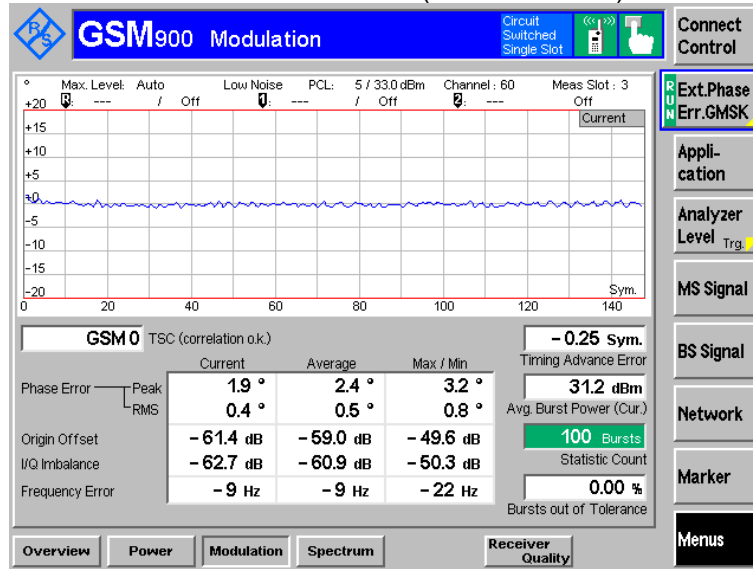 R&S GSM900 Modulation Circuit Switched Single Slot
Connect Control
° Max. Level: Auto Low Noise PCL: 5 / 33.0 dBm Channel : 60 Meas Slot : 3
R: --- / Off 1: --- / Off 2: --- Off
Current
+20
+15
+10
+5
+0
-5
-10
-15
-20
Sym.
0 20 40 60 80 100 120 140
RUN Ext.Phase Err.GMSK
Appli- cation
Analyzer Level Trg.
MS Signal
BS Signal
Network
Marker
Menus
GSM 0 TSC (correlation o.k.) – 0.25 Sym.
Timing Advance Error
Current Average Max / Min
Phase Error Peak 1.9 ° 2.4 ° 3.2 ° 31.2 dBm
RMS 0.4 ° 0.5 ° 0.8 ° Avg. Burst Power (Cur.)
Origin Offset – 61.4 dB – 59.0 dB – 49.6 dB 100 Bursts
I/Q Imbalance – 62.7 dB – 60.9 dB – 50.3 dB Statistic Count
Frequency Error – 9 Hz – 9 Hz – 22 Hz 0.00 %
Bursts out of Tolerance
Overview Power Modulation Spectrum Receiver Quality